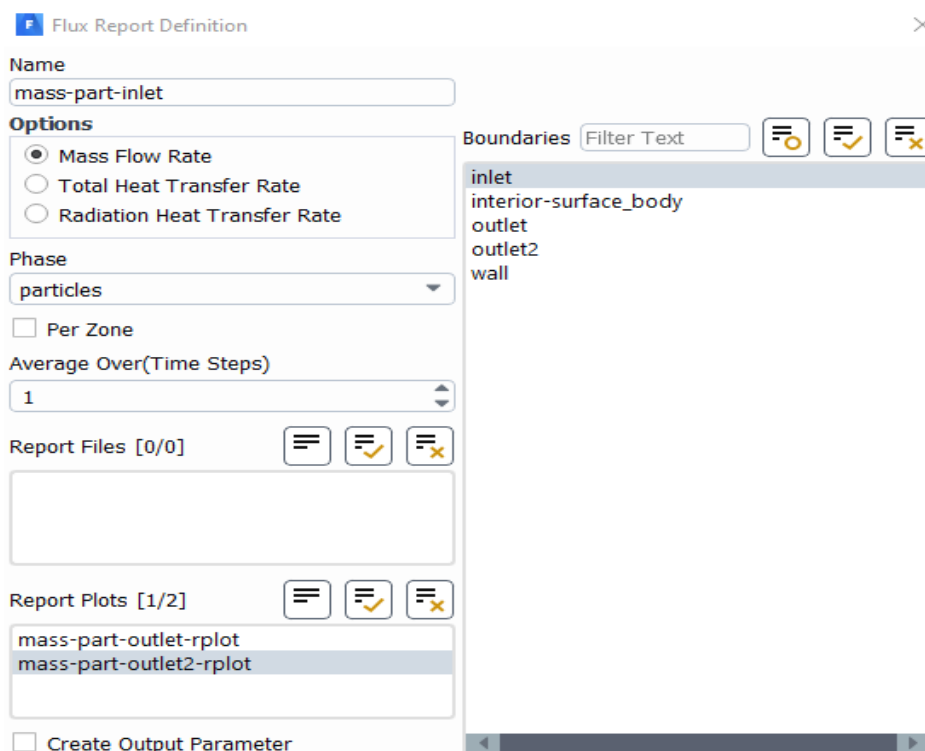 F Flux Report Definition
Name
mass-part-inlet
Options
Mass Flow Rate
Total Heat Transfer Rate
Radiation Heat Transfer Rate
Phase
particles
Per Zone
Average Over(Time Steps)
1
Report Files [0/0]
Report Plots [1/2]
mass-part-outlet-rplot
mass-part-outlet2-rplot
Create Output Parameter
Boundaries Filter Text
inlet
interior-surface_body
outlet
outlet2
wall